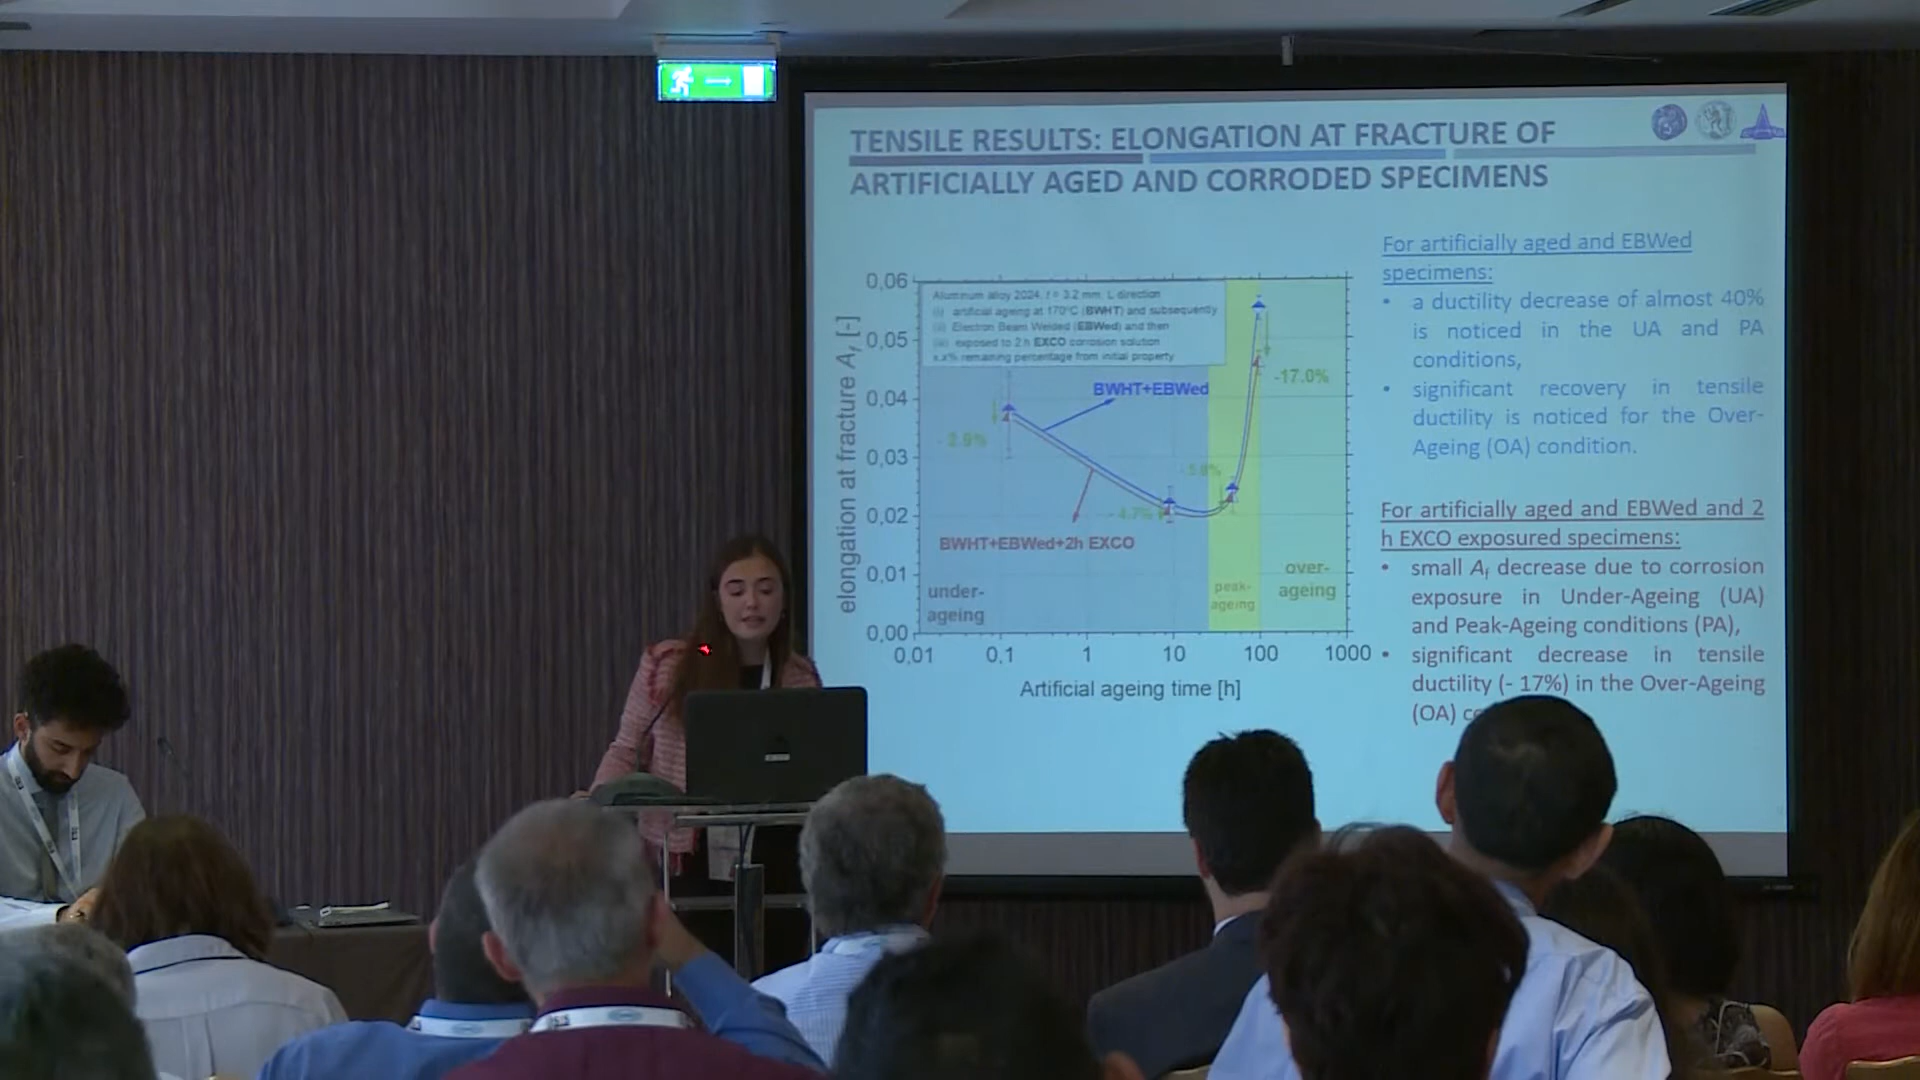 TENSILE RESULTS: ELONGATION AT FRACTURE OF
ARTIFICIALLY AGED AND CORRODED SPECIMENS
elongation at fracture Af [-]
0,06
0,05
0,04
0,03
0,02
0,01
0,00
Aluminum alloy 2024, t = 3.2 mm, L direction
(i) artificial ageing at 170°C (BWHT) and subsequently
(ii) Electron Beam Welded (EBWed) and then
(iii) exposed to 2 h EXCO corrosion solution
x.x% remaining percentage from initial property
BWHT+EBWed
-17.0%
- 2.9%
- 4.7%
BWHT+EBWed+2h EXCO
under-
ageing
peak-
ageing
over-
ageing
0,01 0,1 1 10 100 1000
Artificial ageing time [h]
For artificially aged and EBWed
specimens:
• a ductility decrease of almost 40%
is noticed in the UA and PA
conditions,
• significant recovery in tensile
ductility is noticed for the Over-
Ageing (OA) condition.
For artificially aged and EBWed and 2
h EXCO exposured specimens:
• small Af decrease due to corrosion
exposure in Under-Ageing (UA)
and Peak-Ageing conditions (PA),
• significant decrease in tensile
ductility (- 17%) in the Over-Ageing
(OA)